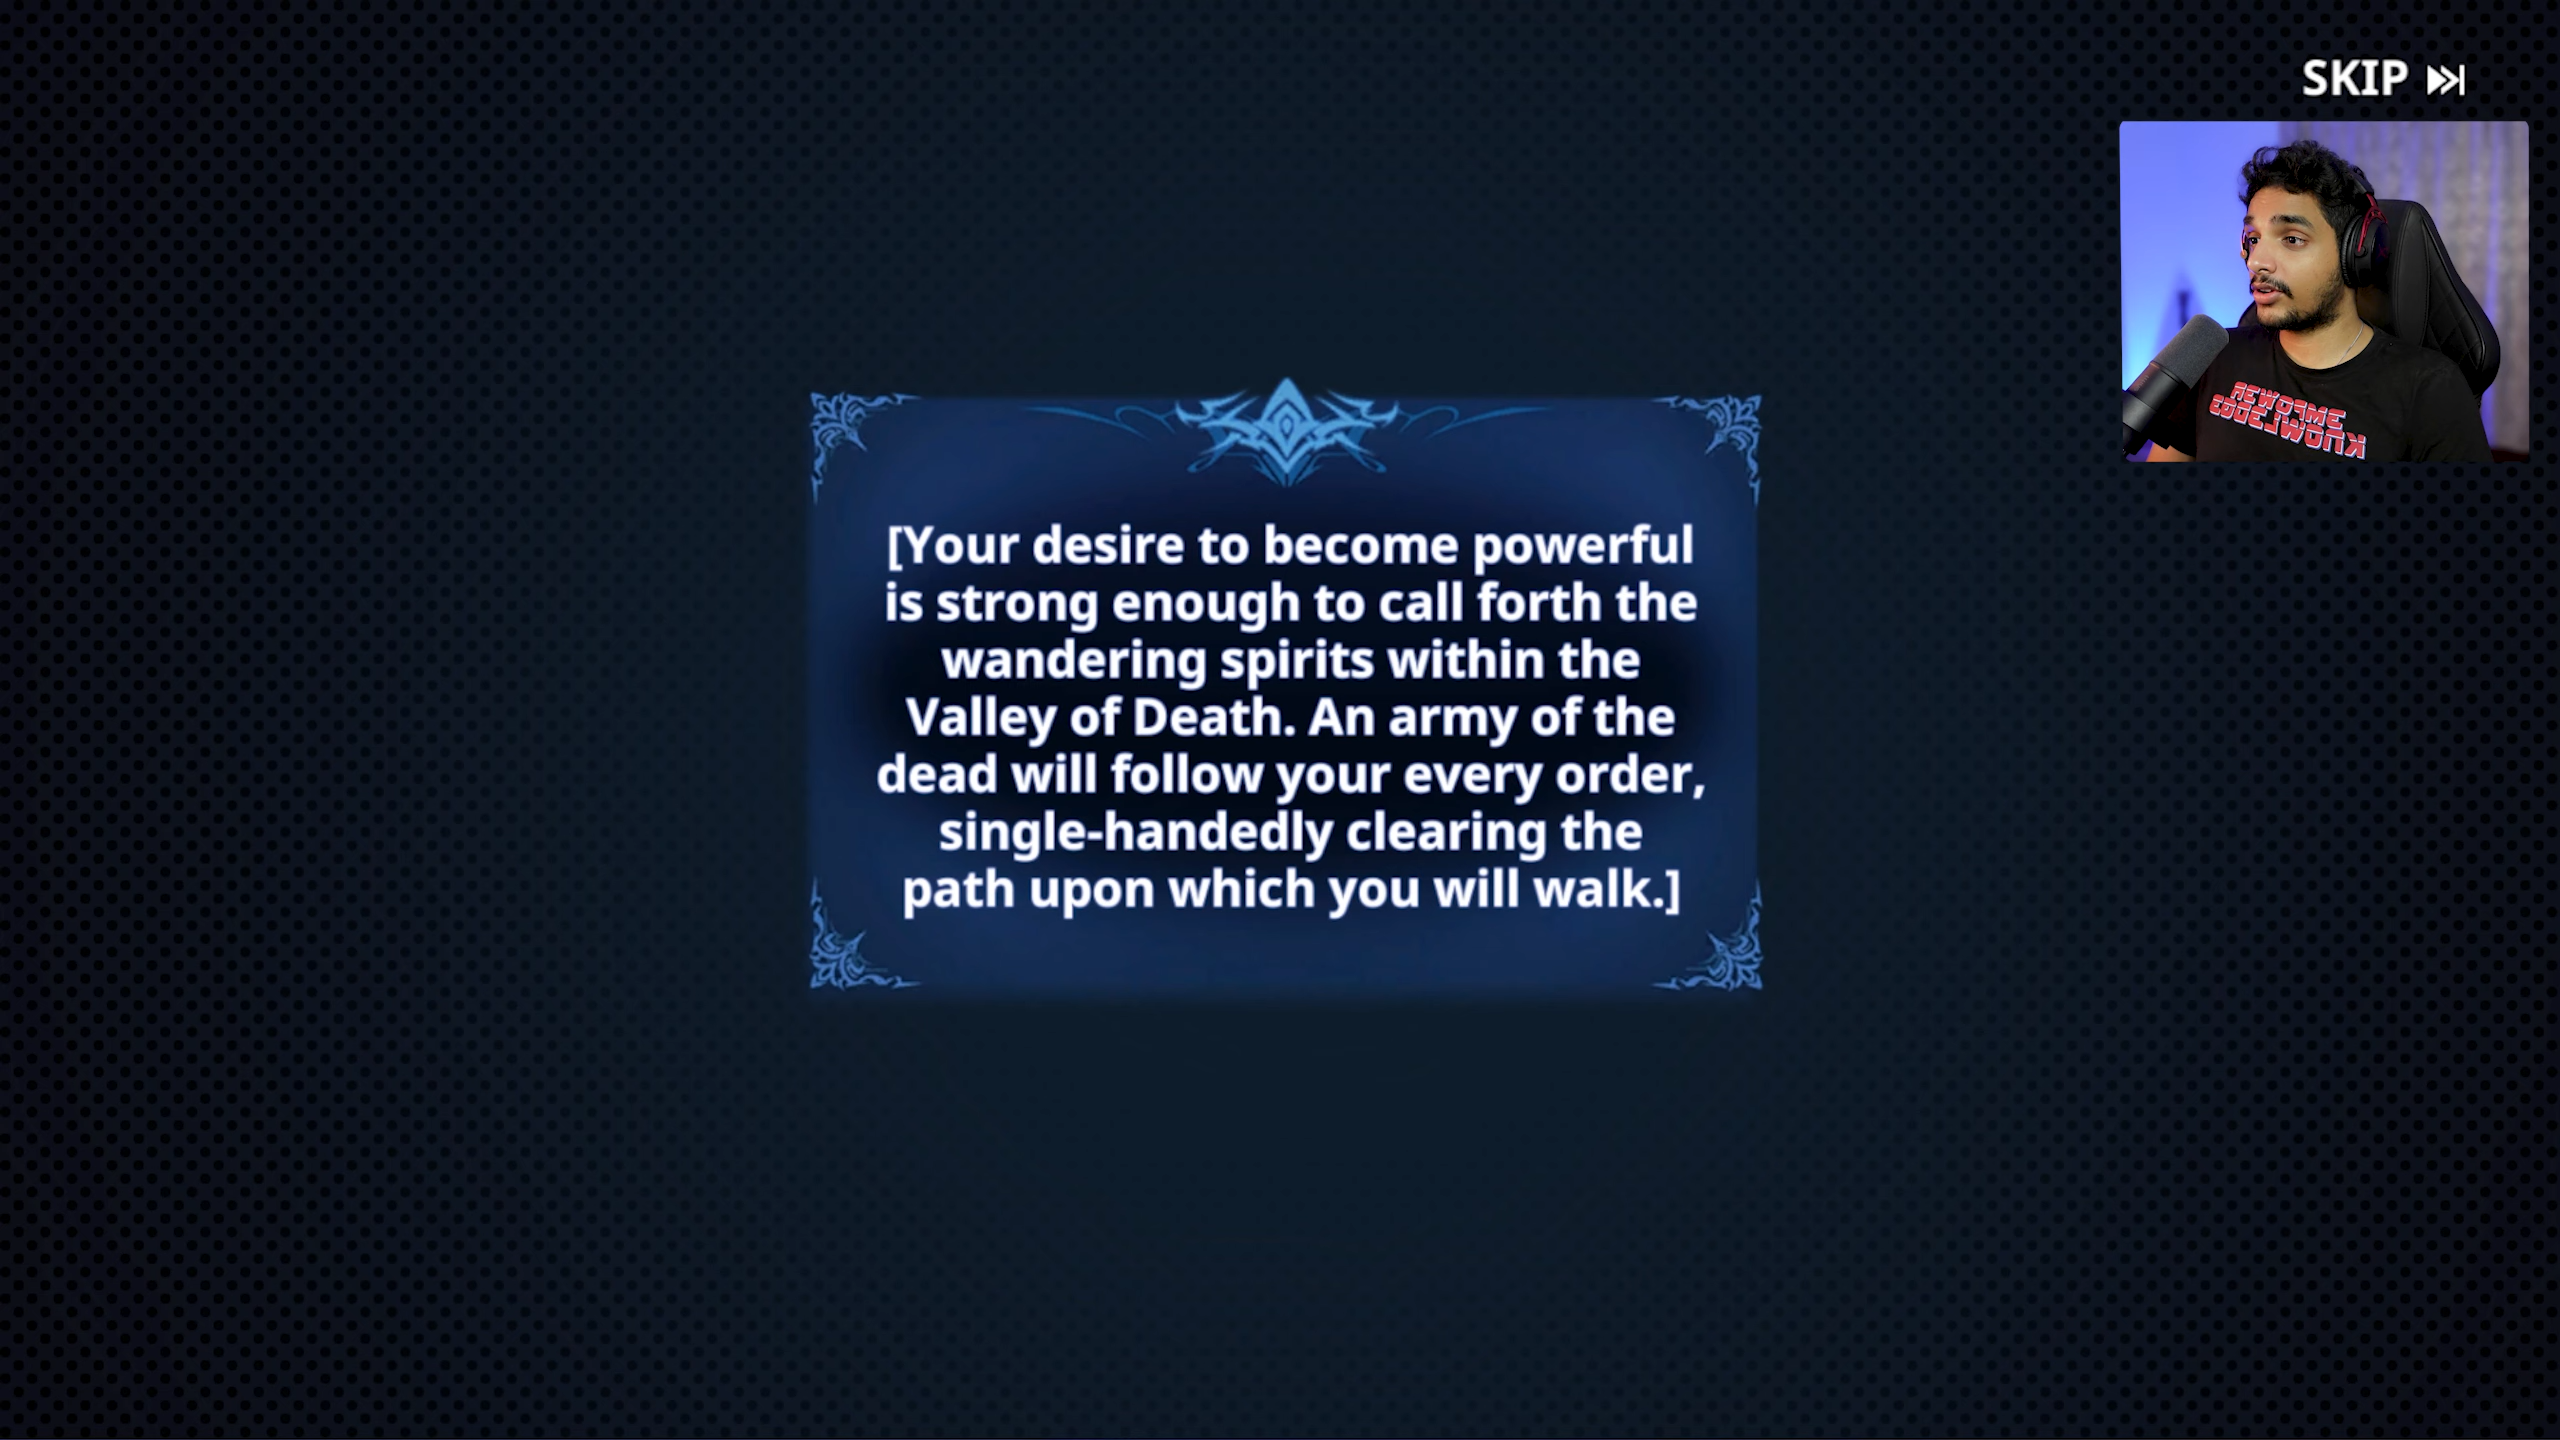 SKIP
[Your desire to become powerful
is strong enough to call forth the
wandering spirits within the
Valley of Death. An army of the
dead will follow your every order,
single-handedly clearing the
path upon which you will walk.]
EMPOWER
KNOWLEDGE